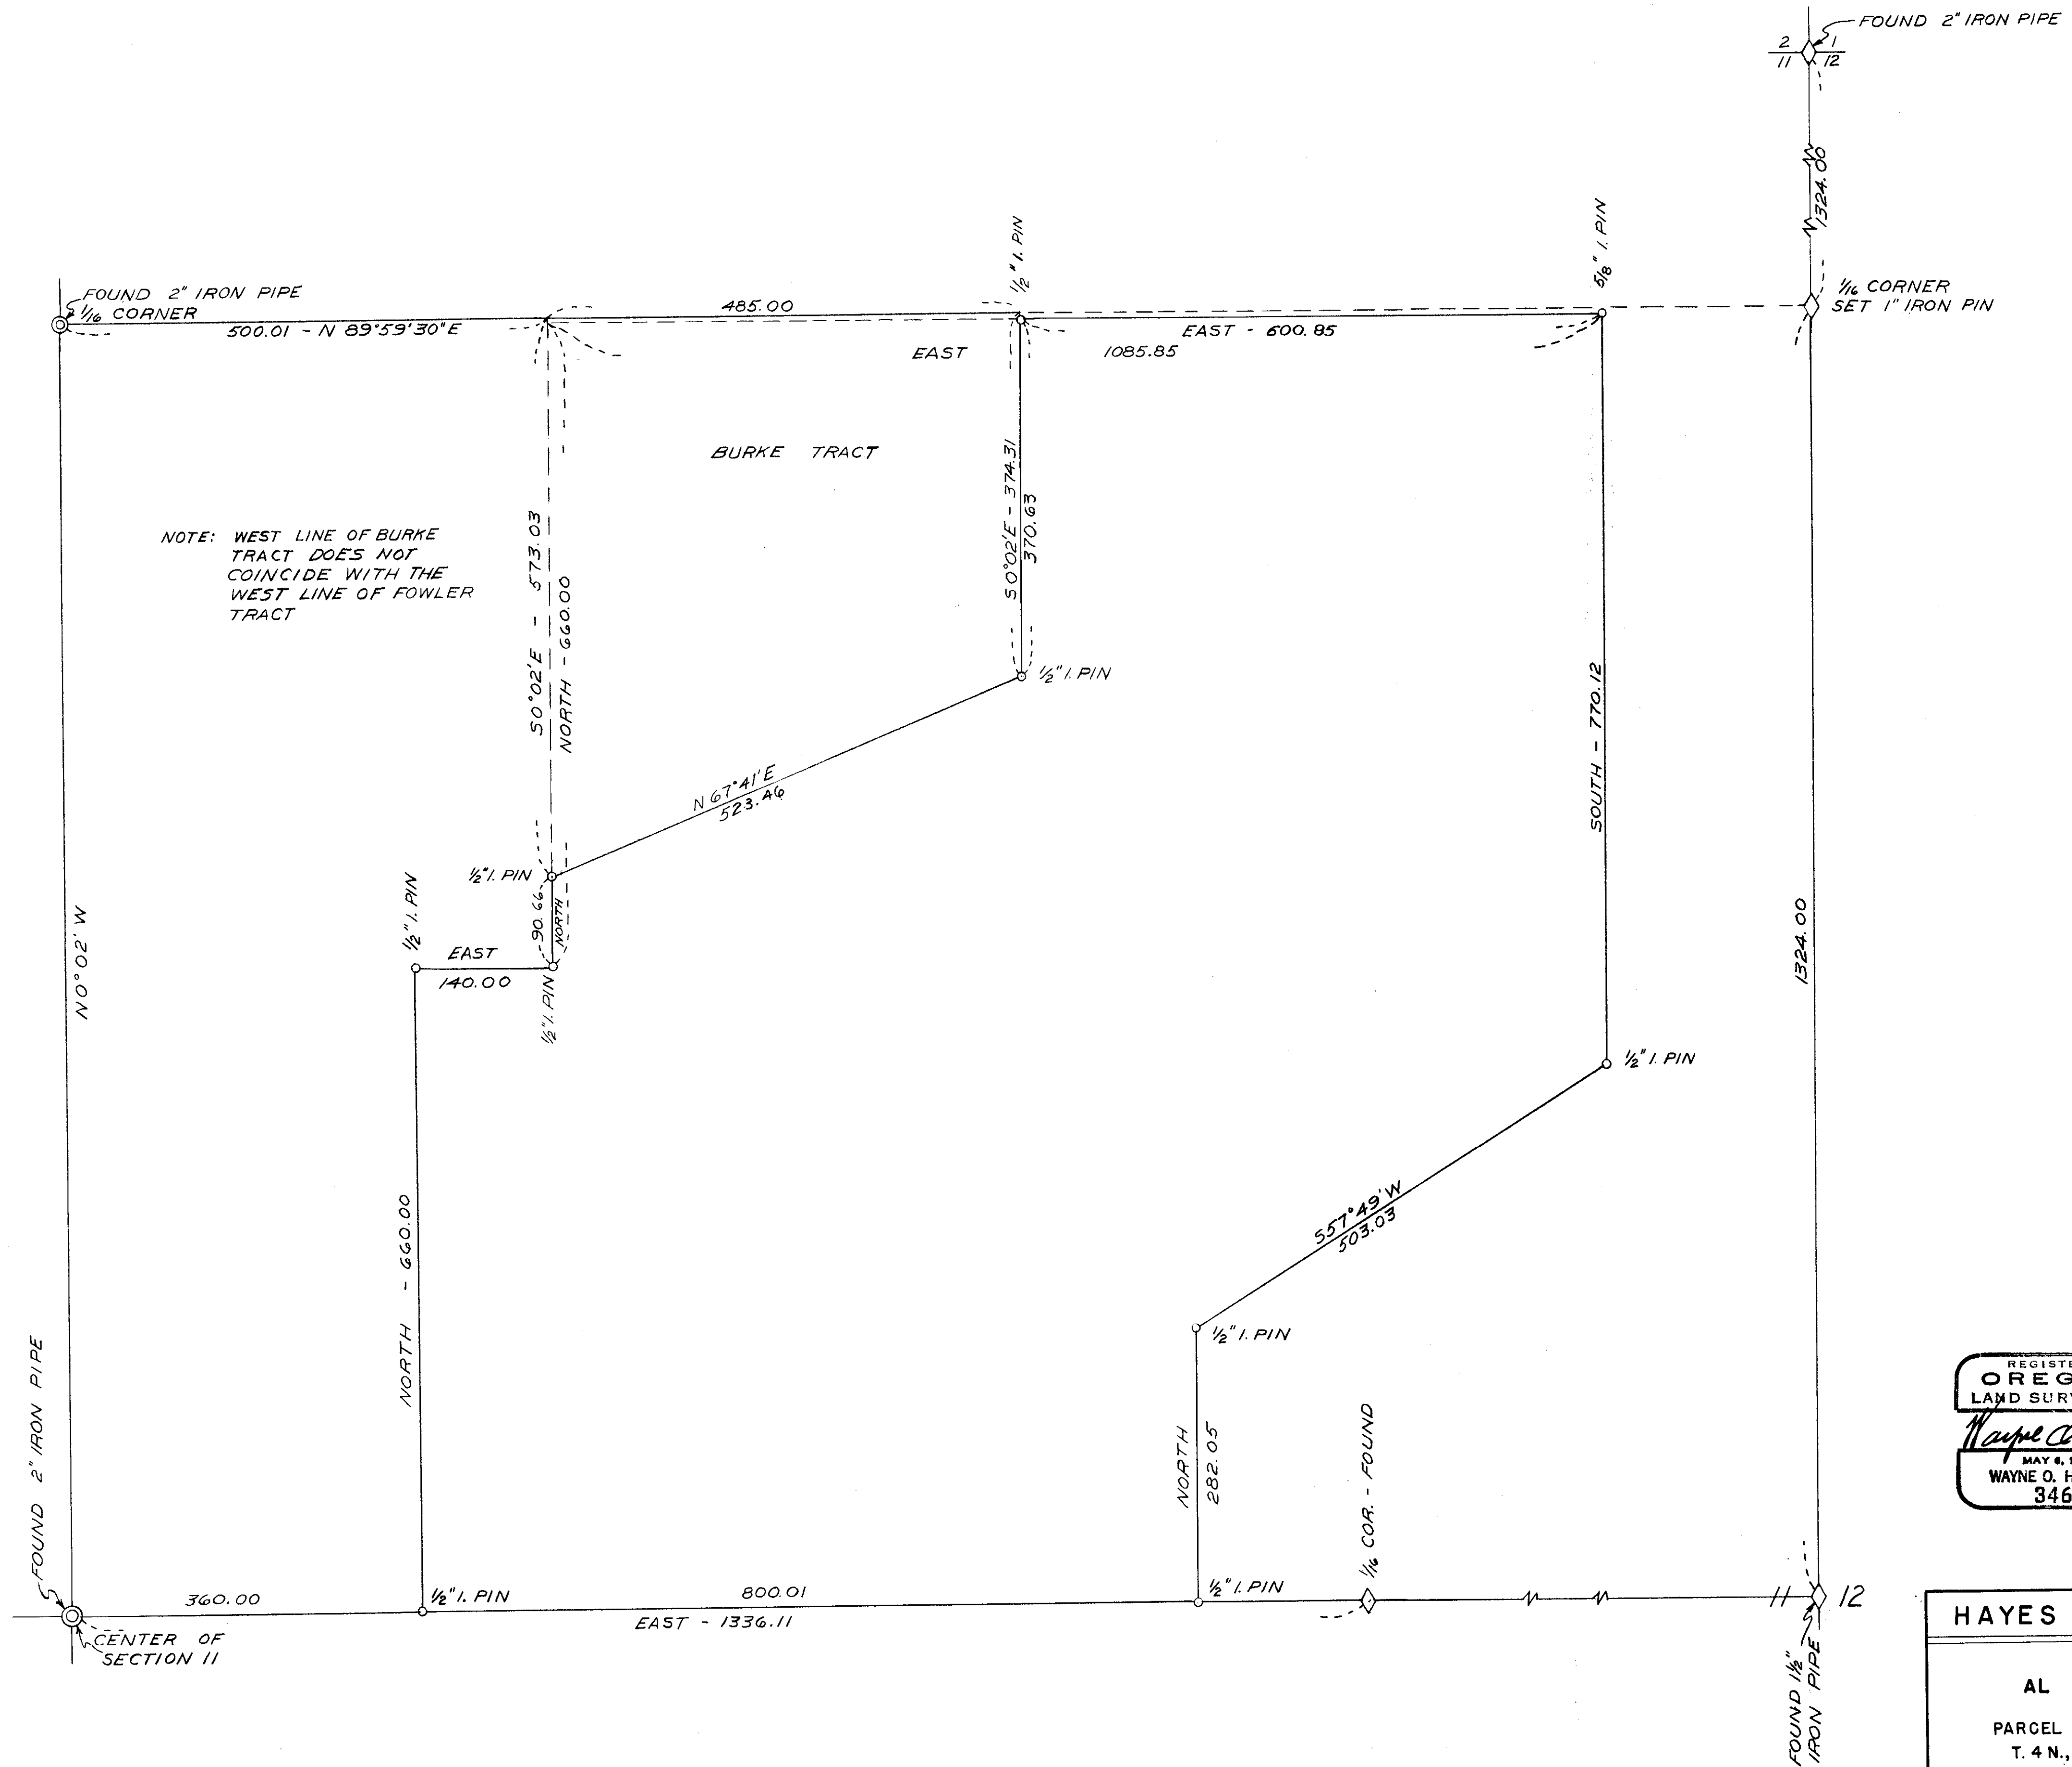 FOUND 2" IRON PIPE
2 1
11 12
1324.00
1/16 CORNER
SET 1" IRON PIN
FOUND 2" IRON PIPE
1/16 CORNER
500.01 - N 89°59'30"E
485.00
1/2" I. PIN
5/8" I. PIN
EAST - 600.85
EAST 1085.85
BURKE TRACT
S0°02'E - 374.31
370.63
NOTE: WEST LINE OF BURKE
TRACT DOES NOT
COINCIDE WITH THE
WEST LINE OF FOWLER
TRACT
S0°02'E - 573.03
NORTH - 660.00
1/2" I. PIN
SOUTH - 770.12
N 67°41'E
523.46
1/2" I. PIN
1/2" I. PIN
90.66
NORTH
EAST
140.00
1/2" I. PIN
N0°02'W
1324.00
1/2" I. PIN
S57°49'W
503.03
NORTH - 660.00
1/2" I. PIN
NORTH
282.05
1/16 COR. - FOUND
FOUND 2" IRON PIPE
360.00
1/2" I. PIN
800.01
1/2" I. PIN
EAST - 1336.11
CENTER OF
SECTION 11
12
FOUND 1 1/2"
IRON PIPE
REGISTE
OREG
LAND SURV
Wayne
MAY 6,
WAYNE O. H
346
HAYES
AL
PARCEL
T. 4 N.,